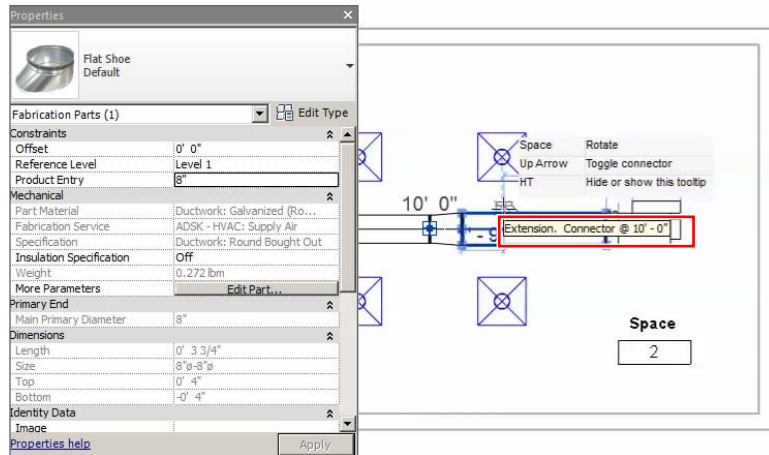 Properties
Flat Shoe
Default
Fabrication Parts (1)
Edit Type
Constraints
Offset 0' 0"
Reference Level Level 1
Product Entry 8"
Mechanical
Part Material Ductwork: Galvanized (Ro...
Fabrication Service ADSK - HVAC: Supply Air
Specification Ductwork: Round Bought Out
Insulation Specification Off
Weight 0.272 lbm
More Parameters Edit Part...
Primary End
Main Primary Diameter 8"
Dimensions
Length 0' 3 3/4"
Size 8"ø-8"ø
Top 0' 4"
Bottom -0' 4"
Identity Data
Image
Properties help
Apply
Space Rotate
Up Arrow Toggle connector
HT Hide or show this tooltip
10' 0"
Extension. Connector @ 10' - 0"
Space
2